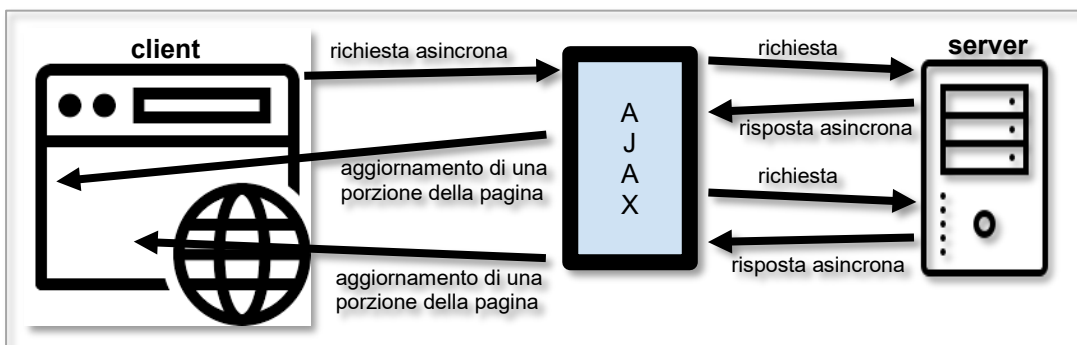 client
richiesta asincrona
richiesta
server
A
J
A
X
risposta asincrona
aggiornamento di una
porzione della pagina
richiesta
risposta asincrona
aggiornamento di una
porzione della pagina